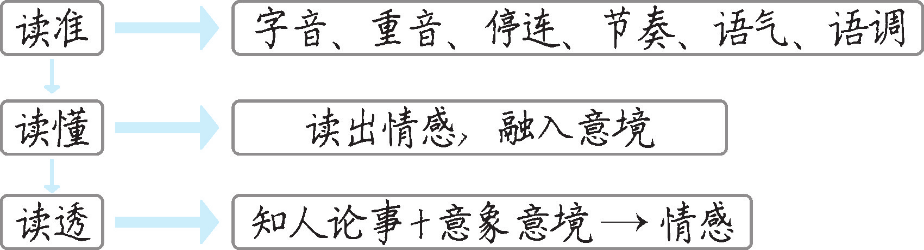 读准 字音、重音、停连、节奏、语气、语调
读懂 读出情感,融入意境
读透 知人论事+意象意境→情感